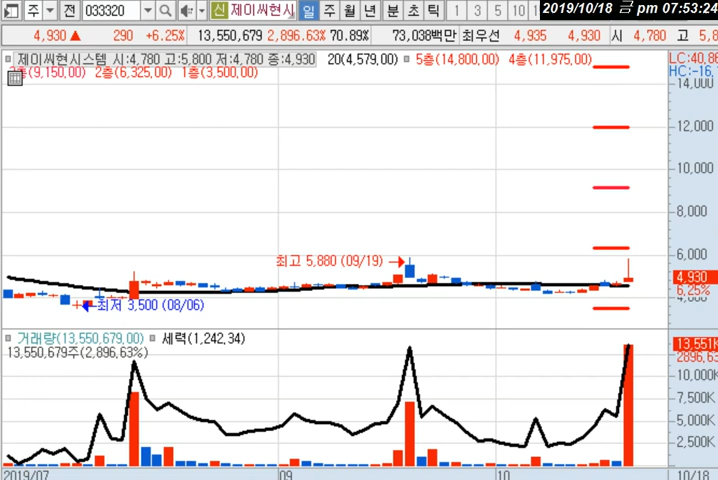 주 전 033320 신 제이씨현시 일 주 월 년 분 초 틱 1 3 5 10 2019/10/18 금 pm 07:53:24
4,930 ▲ 290 +6.25% 13,550,679 2,896.63% 70.89% 73,038백만 최우선 4,935 4,930 시 4,780 고 5,8
제이씨현시스템 시:4,780 고:5,800 저:4,780 종:4,930 20(4,579.00) 5층(14,800.00) 4층(11,975.00) LC:40,86
3층(9,150.00) 2층(6,325.00) 1층(3,500.00) HC:-16,
14,000
12,000
10,000
8,000
최고 5,880 (09/19) 6,000
4,930
6.25%
최저 3,500 (08/06) 4,000
거래량(13,550,679,00) 세력(1,242,34)
13,550,679주(2,896,63%) 13,551K
2896,63
10,000K
7,500K
5,000K
2,500K
2019/07 09 10 10/18